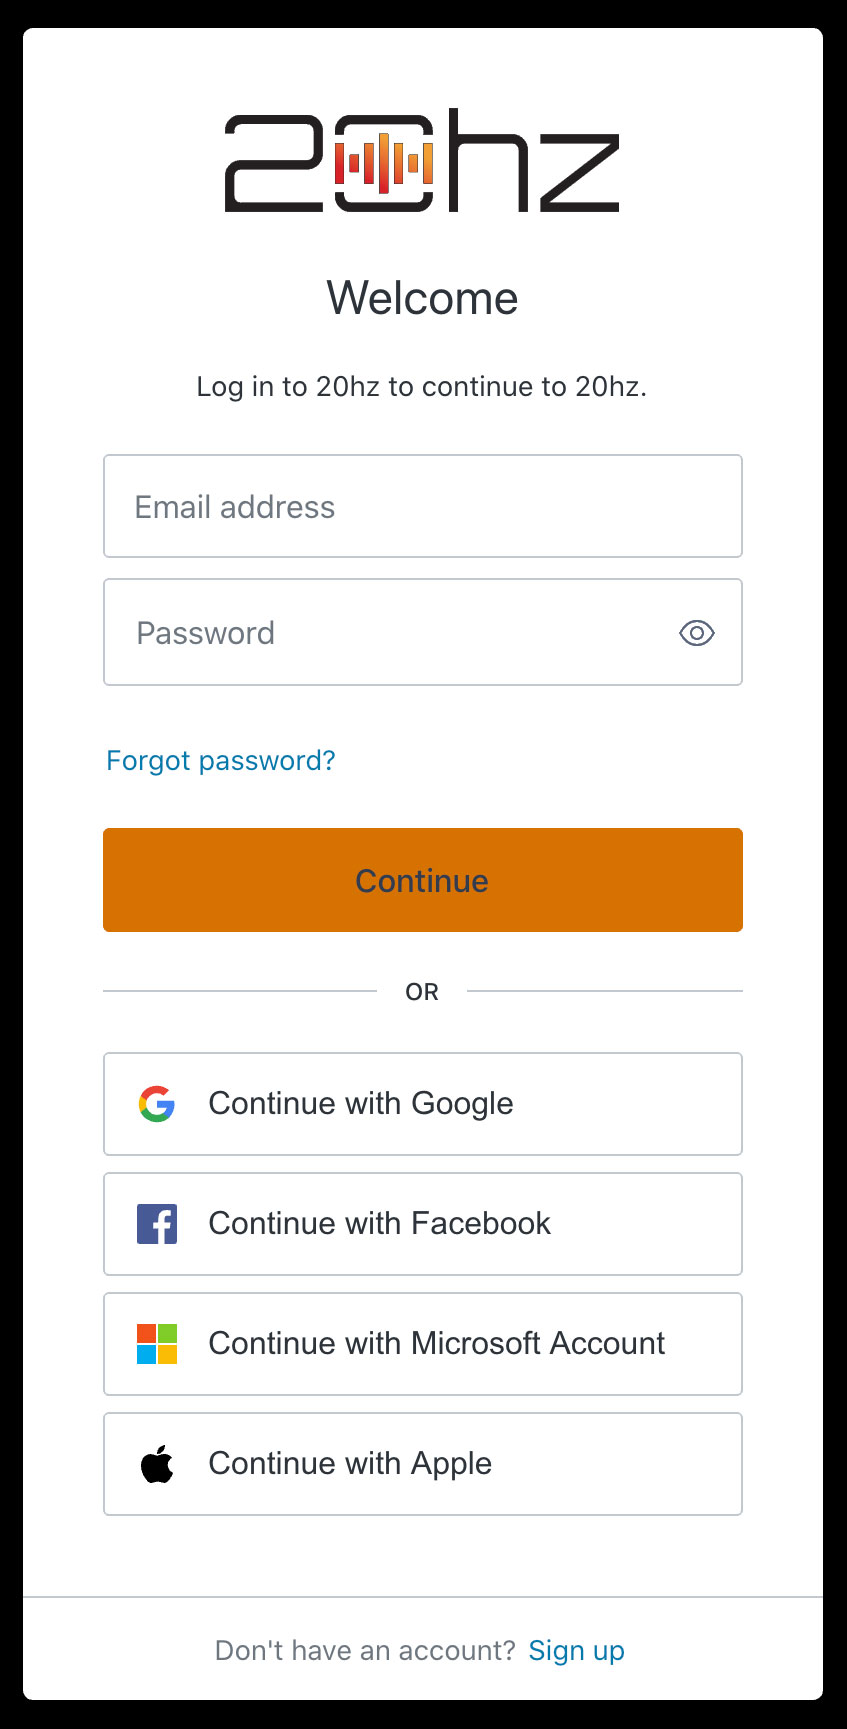 20hz
Welcome
Log in to 20hz to continue to 20hz.
Email address
Password
Forgot password?
Continue
OR
Continue with Google
Continue with Facebook
Continue with Microsoft Account
Continue with Apple
Don't have an account? Sign up